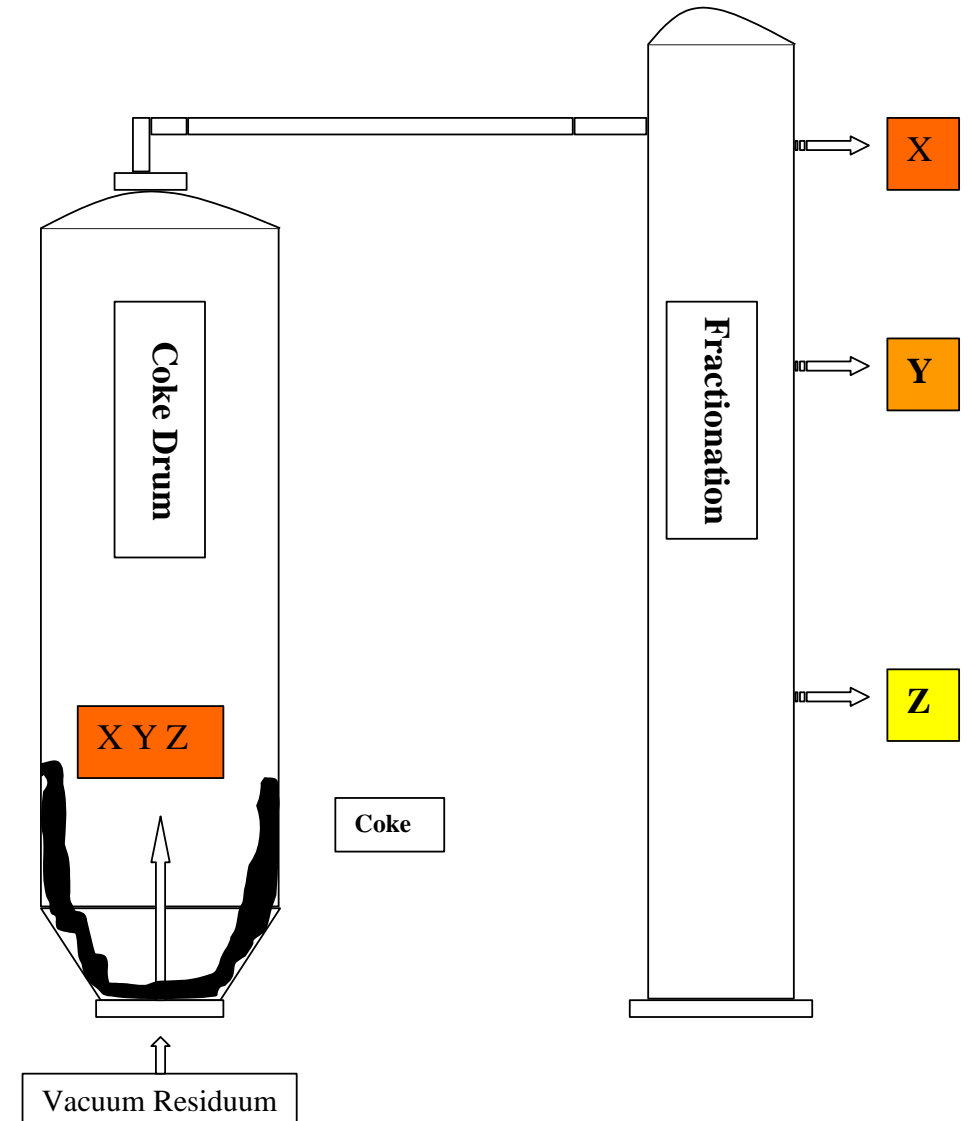 X
Y
Z
Coke Drum
Fractionation
X Y Z
Coke
Vacuum Residuum